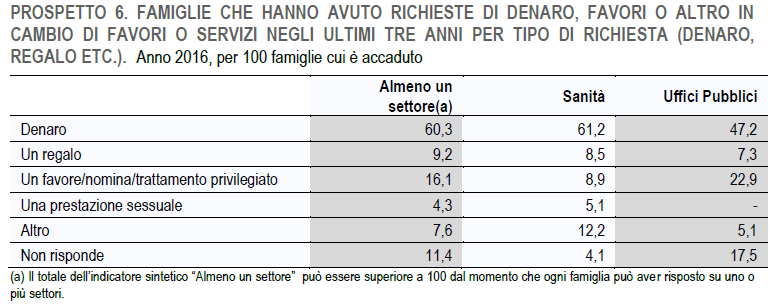 PROSPETTO 6. FAMIGLIE CHE HANNO AVUTO RICHIESTE DI DENARO, FAVORI O ALTRO IN
CAMBIO DI FAVORI O SERVIZI NEGLI ULTIMI TRE ANNI PER TIPO DI RICHIESTA (DENARO,
REGALO ETC.). Anno 2016, per 100 famiglie cui è accaduto
Almeno un settore(a) Sanità Uffici Pubblici
Denaro 60,3 61,2 47,2
Un regalo 9,2 8,5 7,3
Un favore/nomina/trattamento privilegiato 16,1 8,9 22,9
Una prestazione sessuale 4,3 5,1 -
Altro 7,6 12,2 5,1
Non risponde 11,4 4,1 17,5
(a) Il totale dell'indicatore sintetico "Almeno un settore" può essere superiore a 100 dal momento che ogni famiglia può aver risposto su uno o
più settori.